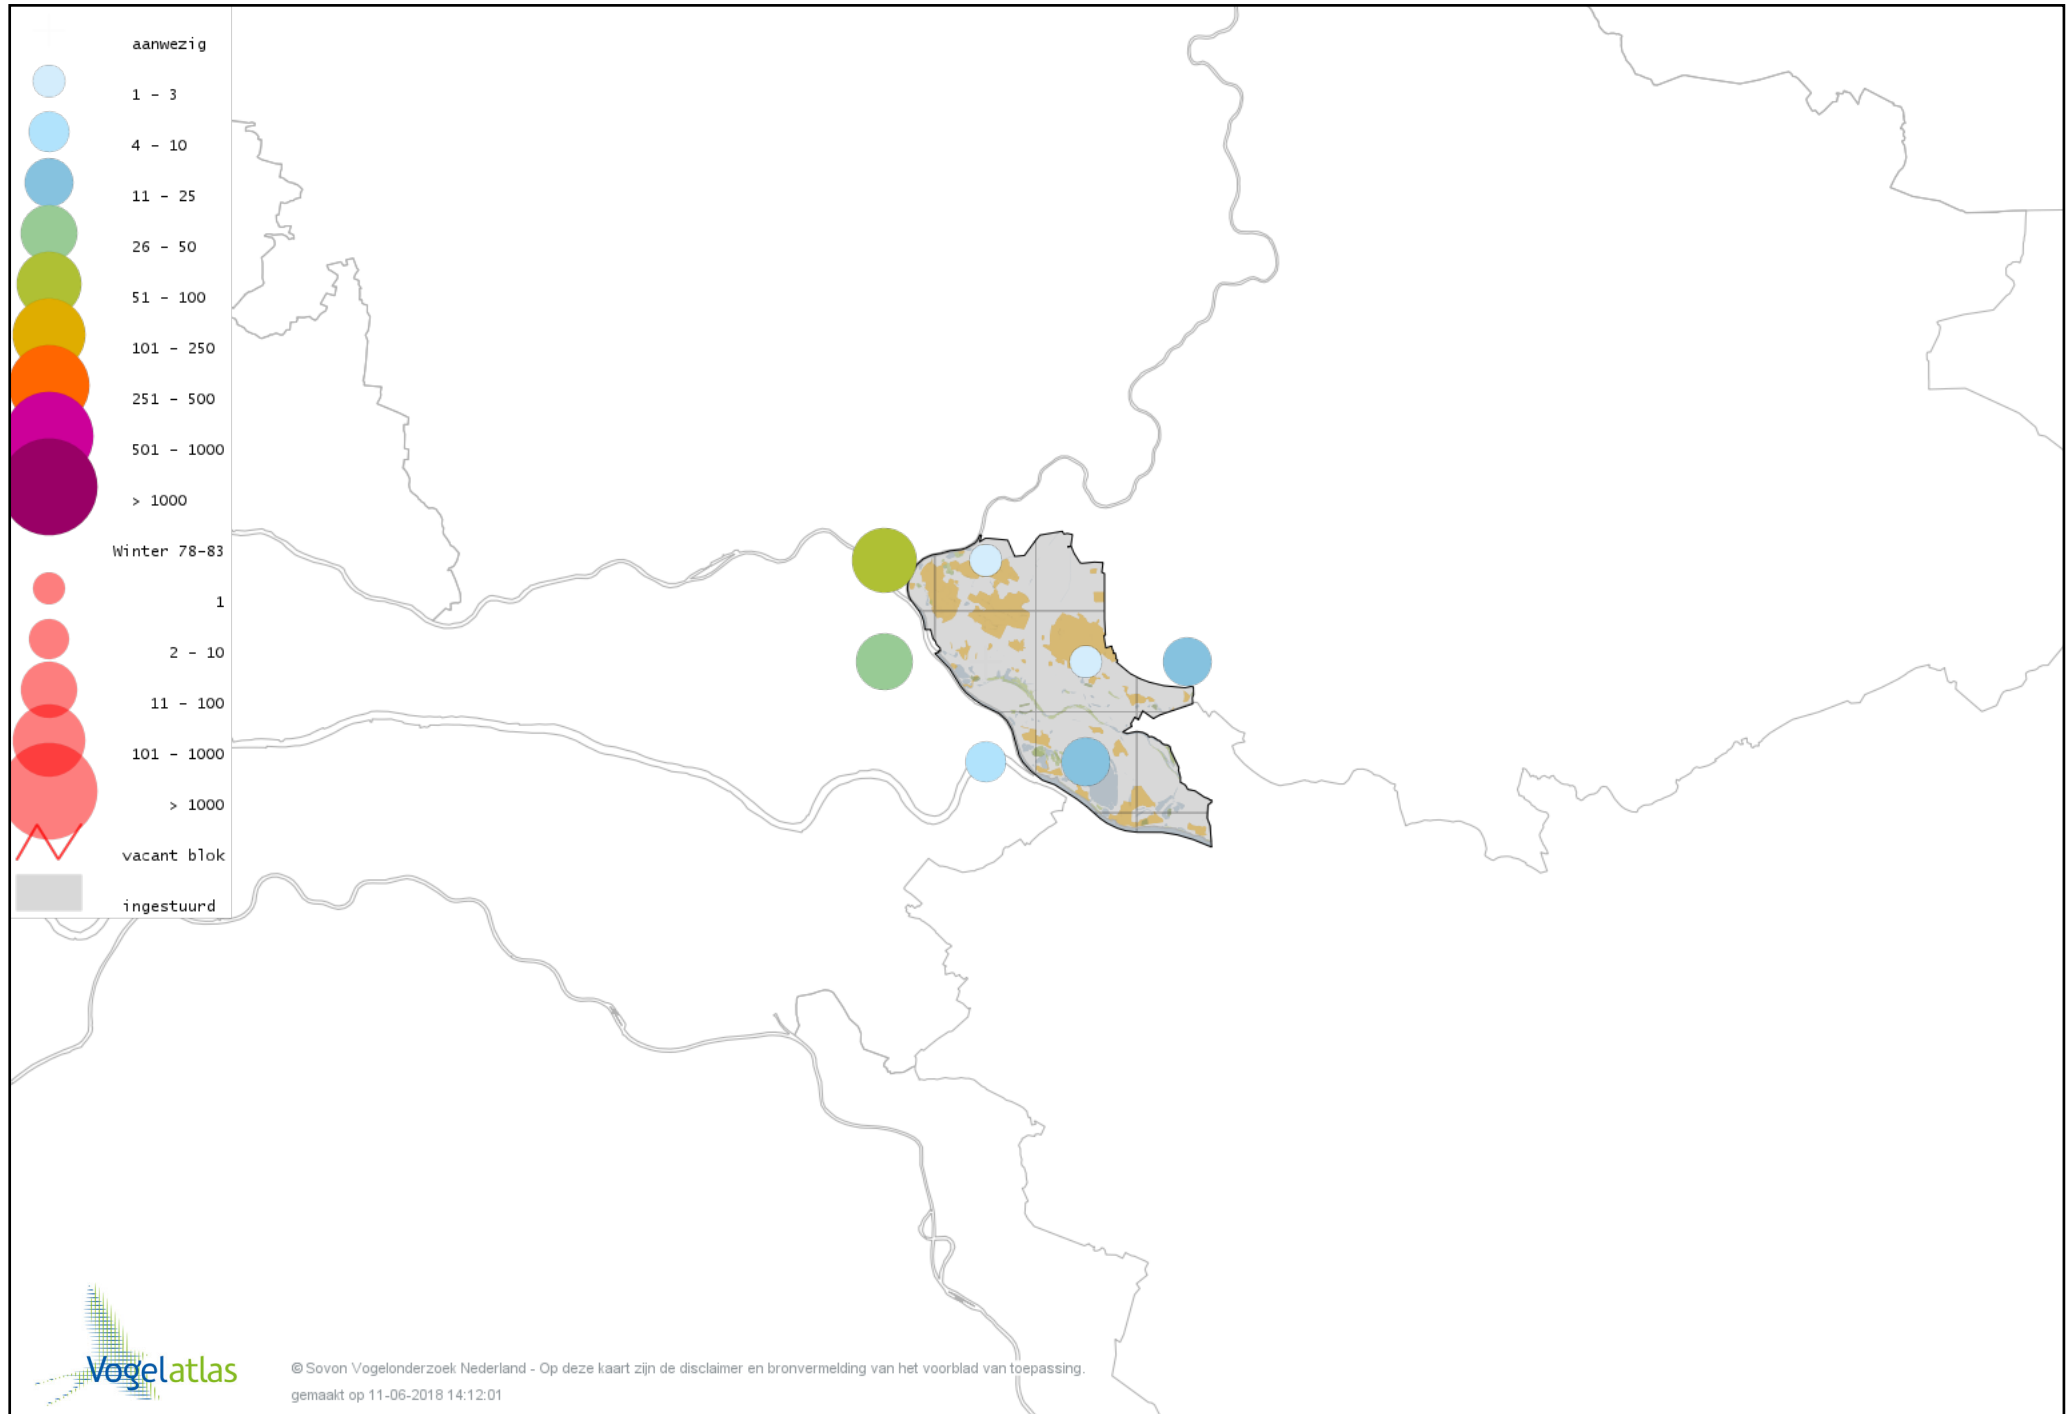 aanwezig
1 - 3
4 - 10
11 - 25
26 - 50
51 - 100
101 - 250
251 - 500
501 - 1000
> 1000
Winter 78-83
1
2 - 10
11 - 100
101 - 1000
> 1000
vacant blok
ingestuurd
Vogelatlas
© Sovon Vogelonderzoek Nederland - Op deze kaart zijn de disclaimer en bronvermelding van het voorblad van toepassing.
gemaakt op 11-06-2018 14:12:01